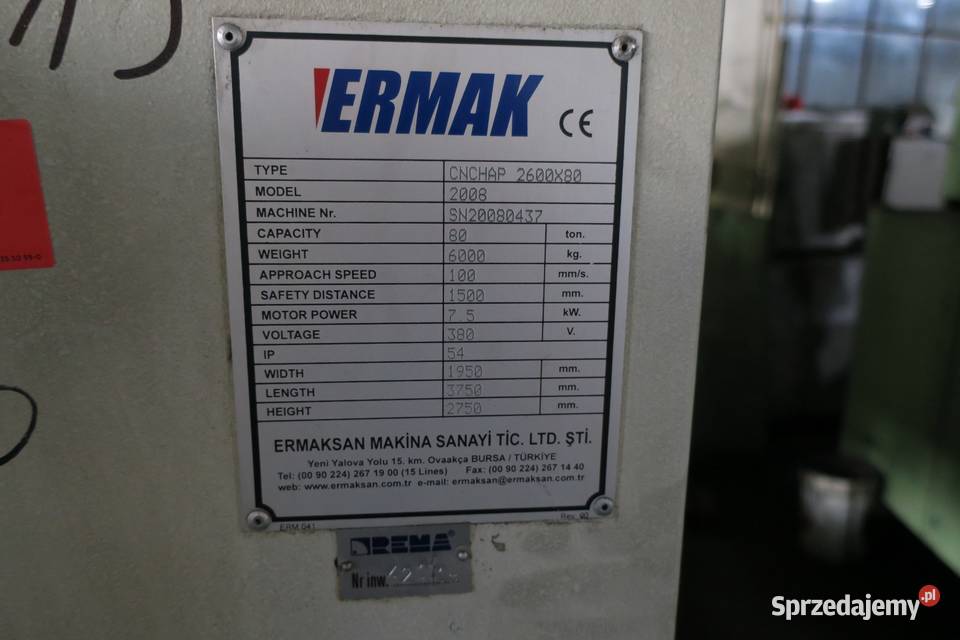 ERMAK CE
TYPE CNCHAP 2600X80
MODEL 2008
MACHINE Nr. SN20080437
CAPACITY 80 ton.
WEIGHT 6000 kg.
APPROACH SPEED 100 mm/s.
SAFETY DISTANCE 1500 mm.
MOTOR POWER 7.5 kW.
VOLTAGE 380 V.
IP 54
WIDTH 1950 mm.
LENGTH 3750 mm.
HEIGHT 2750 mm.
ERMAKSAN MAKİNA SANAYİ TİC. LTD. ŞTİ.
Yeni Yalova Yolu 15. km. Ovaakça BURSA / TÜRKİYE
Tel: (00 90 224) 267 19 00 (15 Lines) Fax: (00 90 224) 267 14 40
web: www.ermaksan.com.tr e-mail: ermaksan@ermaksan.com.tr
ERM 041 Rev. 00
REMA
Nr inw.
Sprzedajemy.pl